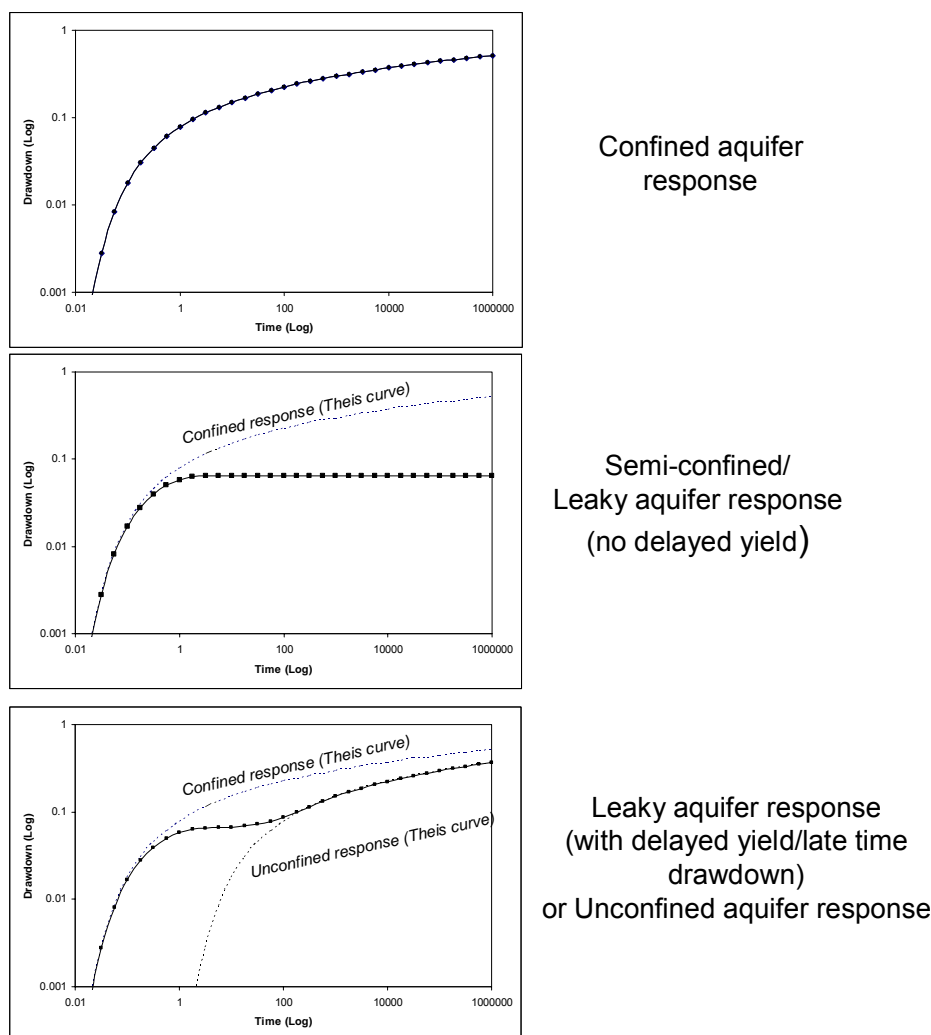 1
0.1
0.01
0.001
Drawdown (Log)
0.01
1
100
10000
1000000
Time (Log)
Confined aquifer
response
1
0.1
0.01
0.001
Drawdown (Log)
Confined response (Theis curve)
0.01
1
100
10000
1000000
Time (Log)
Semi-confined/
Leaky aquifer response
(no delayed yield)
1
0.1
0.01
0.001
Drawdown (Log)
Confined response (Theis curve)
Unconfined response (Theis curve)
0.01
1
100
10000
1000000
Time (Log)
Leaky aquifer response
(with delayed yield/late time
drawdown)
or Unconfined aquifer response